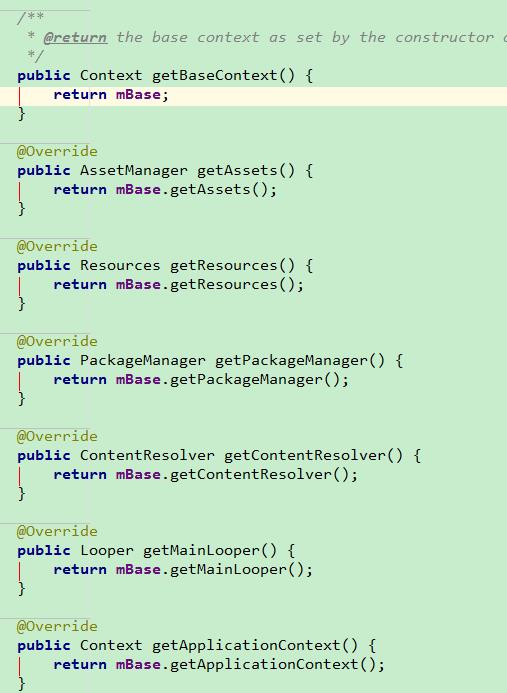 /**
 * @return the base context as set by the constructor
 */
public Context getBaseContext() {
    return mBase;
}
@Override
public AssetManager getAssets() {
    return mBase.getAssets();
}
@Override
public Resources getResources() {
    return mBase.getResources();
}
@Override
public PackageManager getPackageManager() {
    return mBase.getPackageManager();
}
@Override
public ContentResolver getContentResolver() {
    return mBase.getContentResolver();
}
@Override
public Looper getMainLooper() {
    return mBase.getMainLooper();
}
@Override
public Context getApplicationContext() {
    return mBase.getApplicationContext();
}